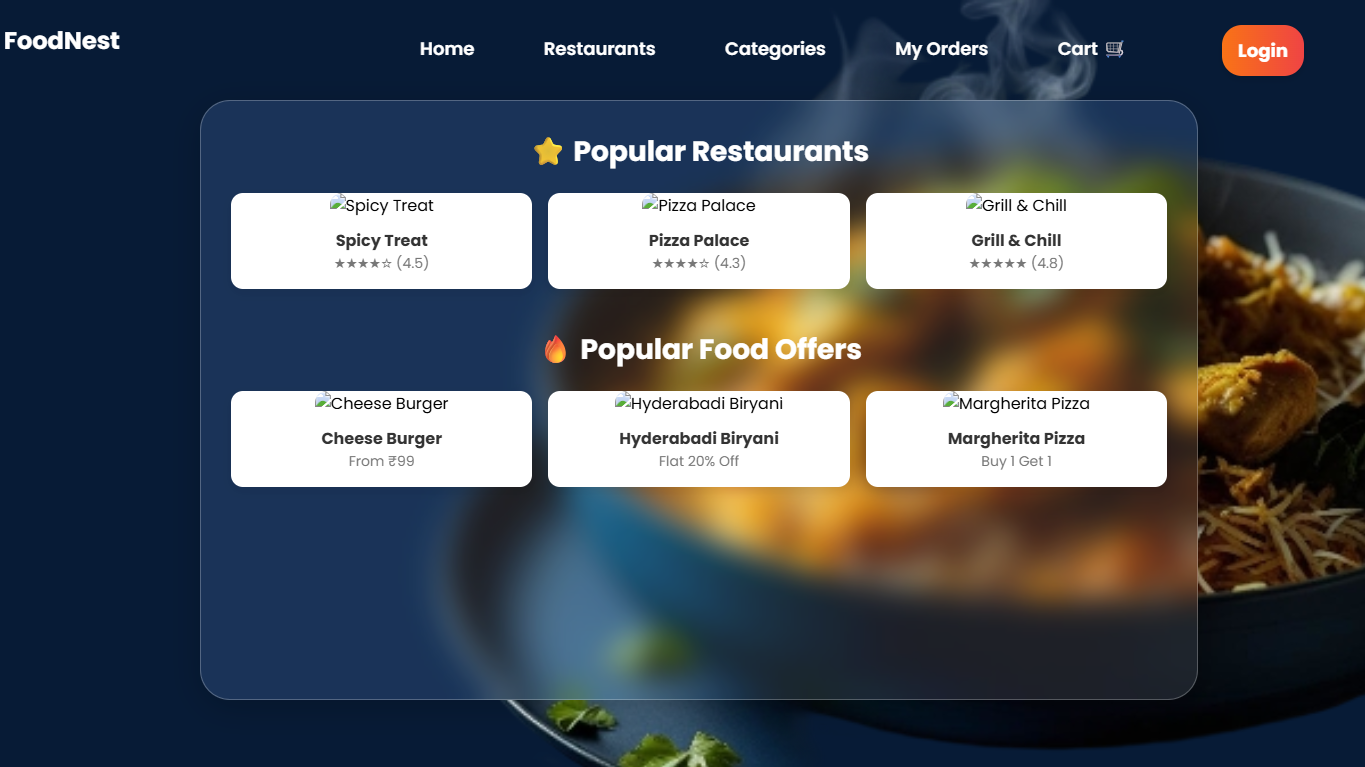 FoodNest
Home Restaurants Categories My Orders Cart 🛒 Login
⭐ Popular Restaurants
Spicy Treat Pizza Palace Grill & Chill
Spicy Treat Pizza Palace Grill & Chill
★★★★☆ (4.5) ★★★★☆ (4.3) ★★★★★ (4.8)
🔥 Popular Food Offers
Cheese Burger Hyderabadi Biryani Margherita Pizza
Cheese Burger Hyderabadi Biryani Margherita Pizza
From ₹99 Flat 20% Off Buy 1 Get 1